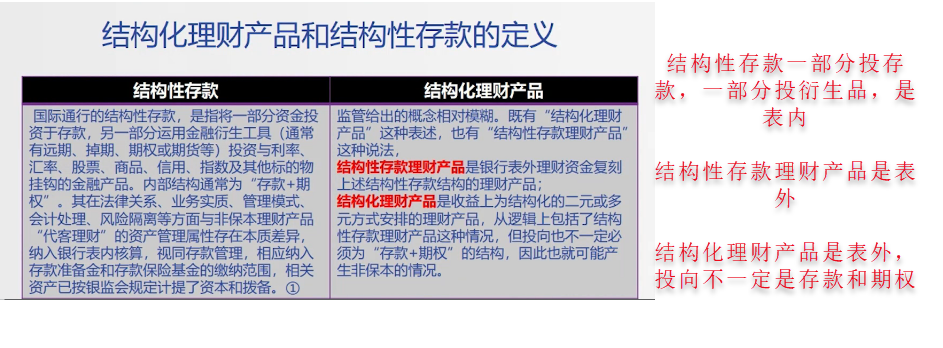 结构化理财产品和结构性存款的定义
结构性存款
国际通行的结构性存款，是指将一部分资金投
资于存款，另一部分运用金融衍生工具（通常
有远期、掉期、期权或期货等）投资与利率、
汇率、股票、商品、信用、指数及其他标的物
挂钩的金融产品。内部结构通常为“存款+期
权”。其在法律关系、业务实质、管理模式、
会计处理、风险隔离等方面与非保本理财产品
“代客理财”的资产管理属性存在本质差异，
纳入银行表内核算，视同存款管理，相应纳入
存款准备金和存款保险基金的缴纳范围，相关
资产已按银监会规定计提了资本和拨备。①
结构化理财产品
监管给出的概念相对模糊。既有“结构化理财
产品”这种表述，也有“结构性存款理财产品”
这种说法，
结构性存款理财产品是银行表外理财资金复刻
上述结构性存款结构的理财产品；
结构化理财产品是收益上为结构化的二元或多
元方式安排的理财产品，从逻辑上包括了结构
性存款理财产品这种情况，但投向也不一定必
须为“存款+期权”的结构，因此也就可能产
生非保本的情况。
结构性存款一部分投存
款，一部分投衍生品，是
表内
结构性存款理财产品是表
外
结构化理财产品是表外，
投向不一定是存款和期权